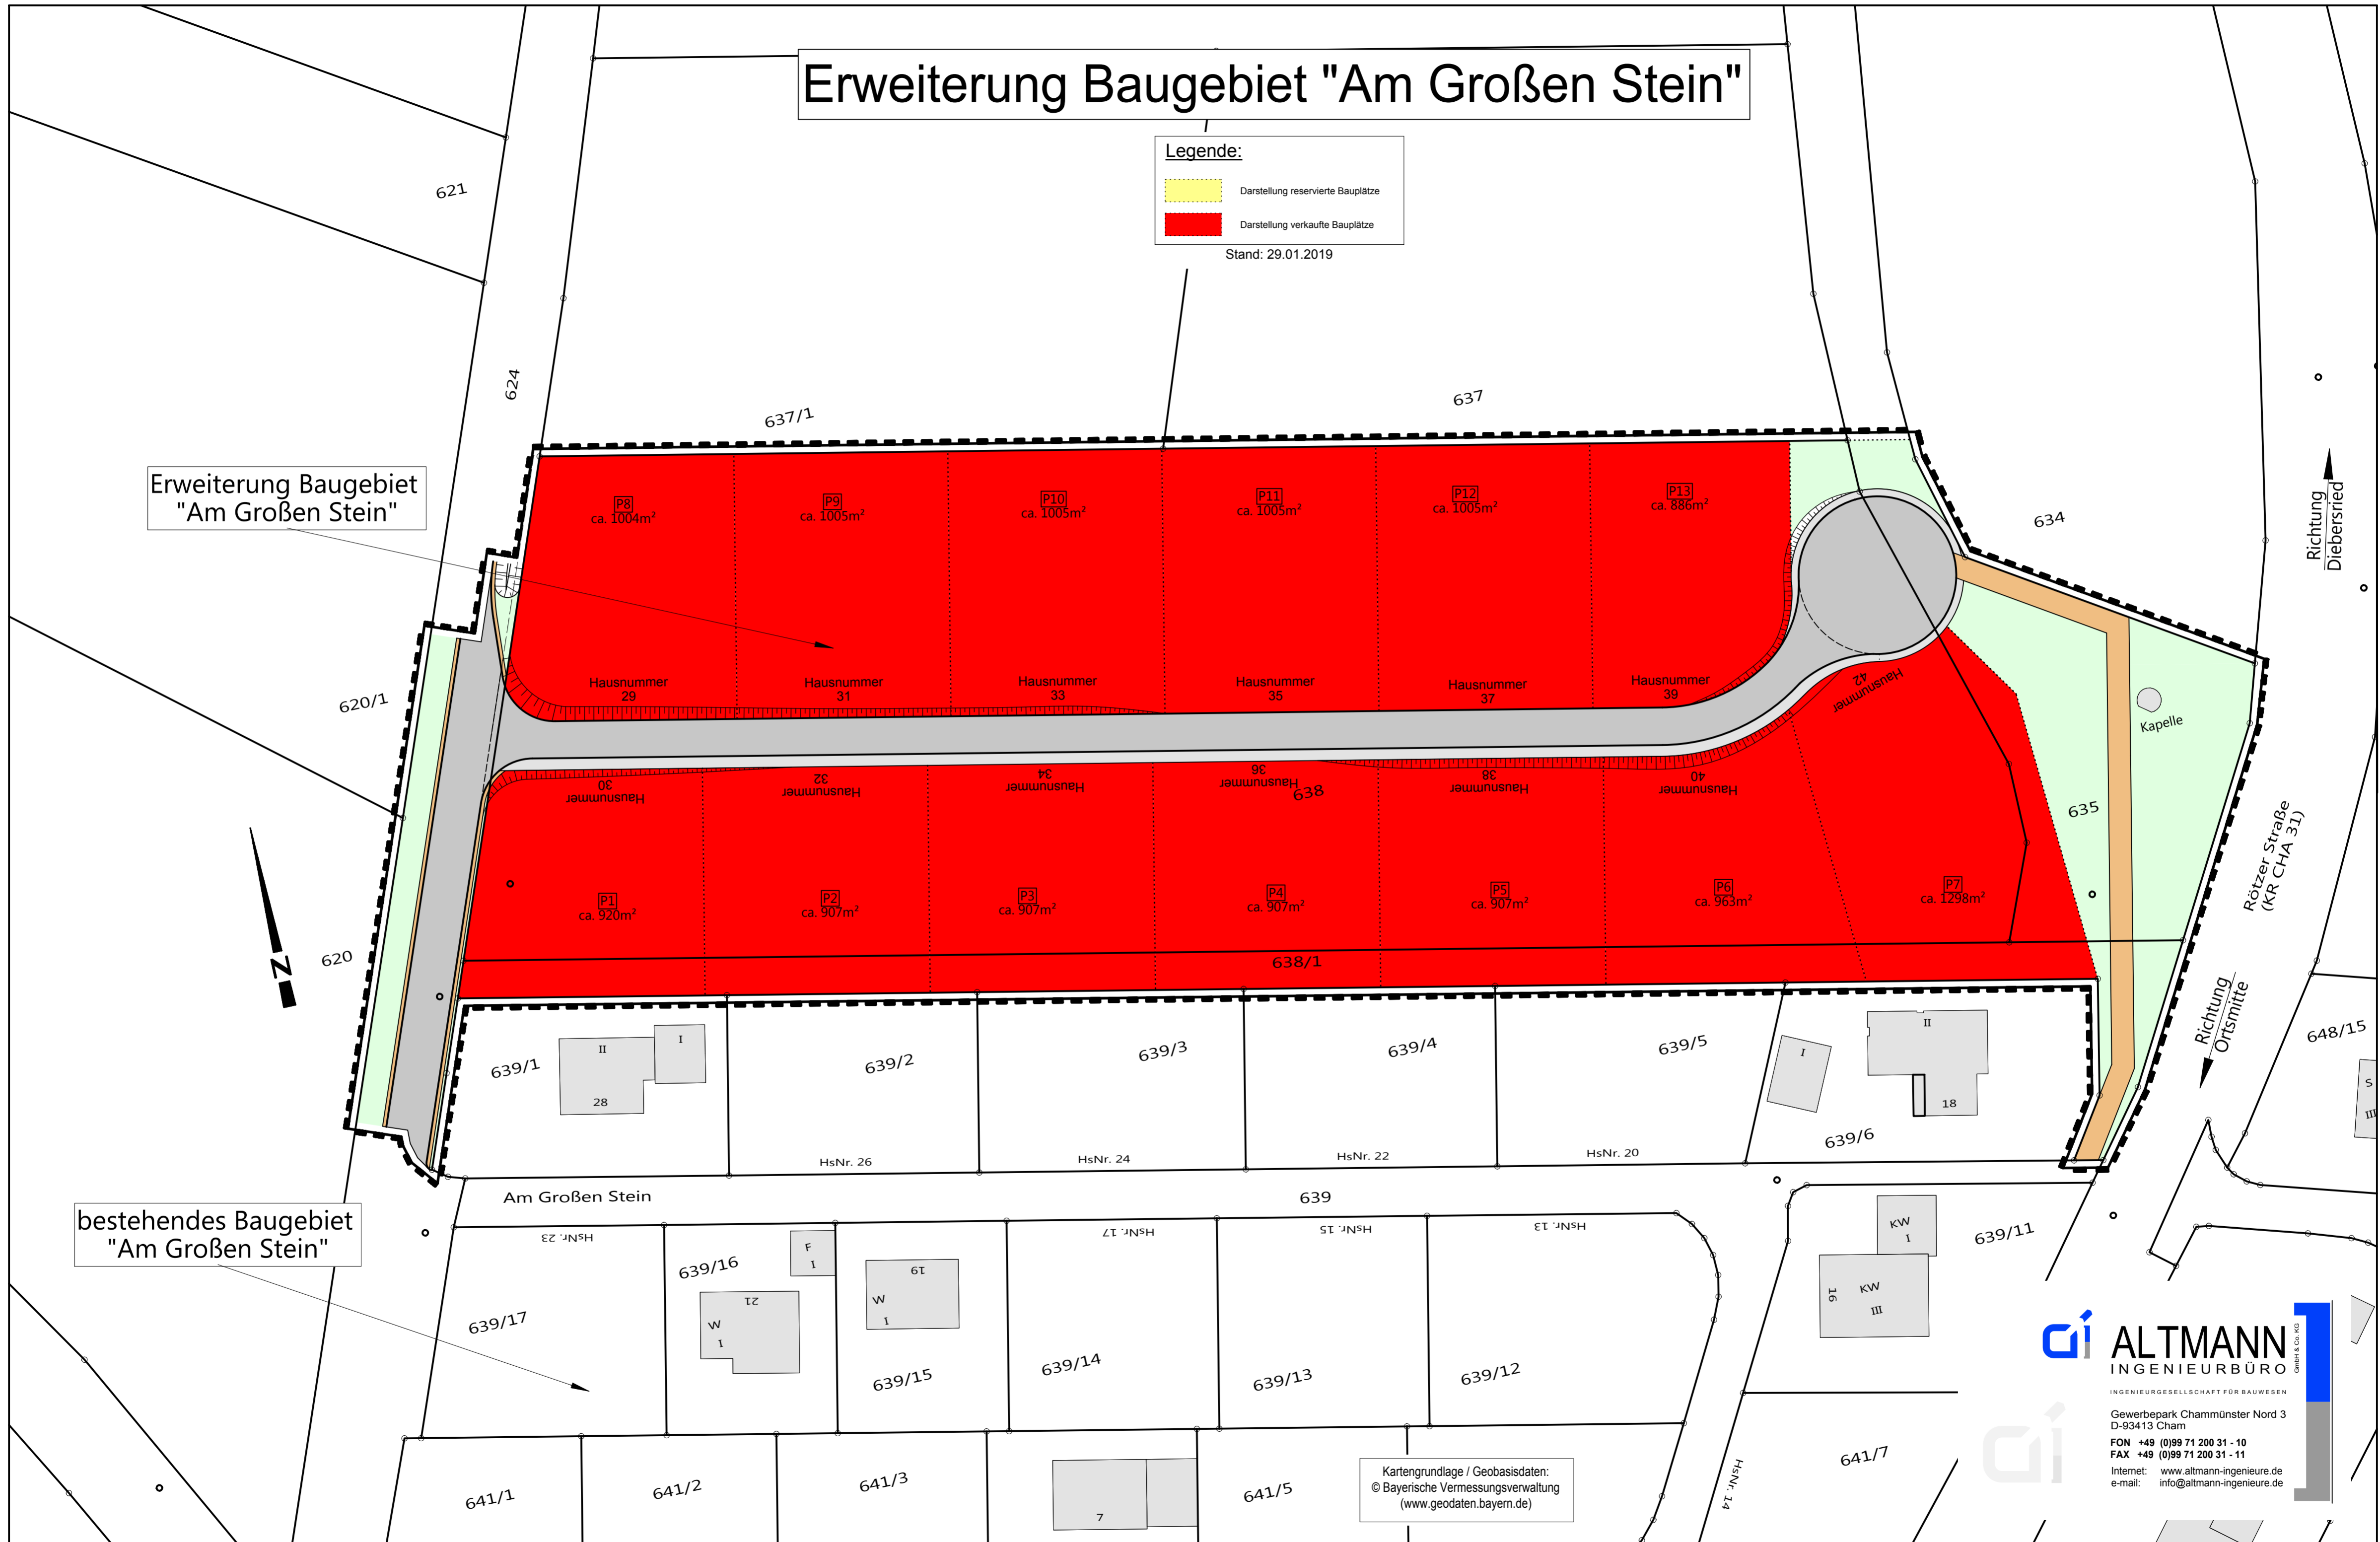 Erweiterung Baugebiet "Am Großen Stein"
Legende:
Darstellung reservierte Bauplätze
Darstellung verkaufte Bauplätze
Stand: 29.01.2019
621
624
637/1
637
634
Richtung
Diebersried
Erweiterung Baugebiet
"Am Großen Stein"
P8
ca. 1004m²
P9
ca. 1005m²
P10
ca. 1005m²
P11
ca. 1005m²
P12
ca. 1005m²
P13
ca. 886m²
620/1
Hausnummer
29
Hausnummer
31
Hausnummer
33
Hausnummer
35
Hausnummer
37
Hausnummer
39
Hausnummer
42
Kapelle
Hausnummer
30
Hausnummer
32
Hausnummer
34
Hausnummer
36
638
Hausnummer
38
Hausnummer
40
635
Rötzer Straße
(KR CHA 31)
P1
ca. 920m²
P2
ca. 907m²
P3
ca. 907m²
P4
ca. 907m²
P5
ca. 907m²
P6
ca. 963m²
P7
ca. 1298m²
N
620
638/1
Richtung
Ortsmitte
648/15
S
III
639/1
II
I
28
639/2
639/3
639/4
639/5
I
II
18
639/6
HsNr. 26
HsNr. 24
HsNr. 22
HsNr. 20
Am Großen Stein
639
bestehendes Baugebiet
"Am Großen Stein"
HsNr. 23
HsNr. 17
HsNr. 15
HsNr. 13
639/17
639/16
F
I
21
W
I
19
W
I
639/15
639/14
639/13
639/12
KW
I
639/11
16
KW
III
641/1
641/2
641/3
7
641/5
HsNr. 14
641/7
Kartengrundlage / Geobasisdaten:
© Bayerische Vermessungsverwaltung
(www.geodaten.bayern.de)
ai ALTMANN
INGENIEURBÜRO
GmbH & Co. KG
INGENIEURGESELLSCHAFT FÜR BAUWESEN
Gewerbepark Chammünster Nord 3
D-93413 Cham
FON +49 (0)99 71 200 31 - 10
FAX +49 (0)99 71 200 31 - 11
Internet: www.altmann-ingenieure.de
e-mail: info@altmann-ingenieure.de
ai